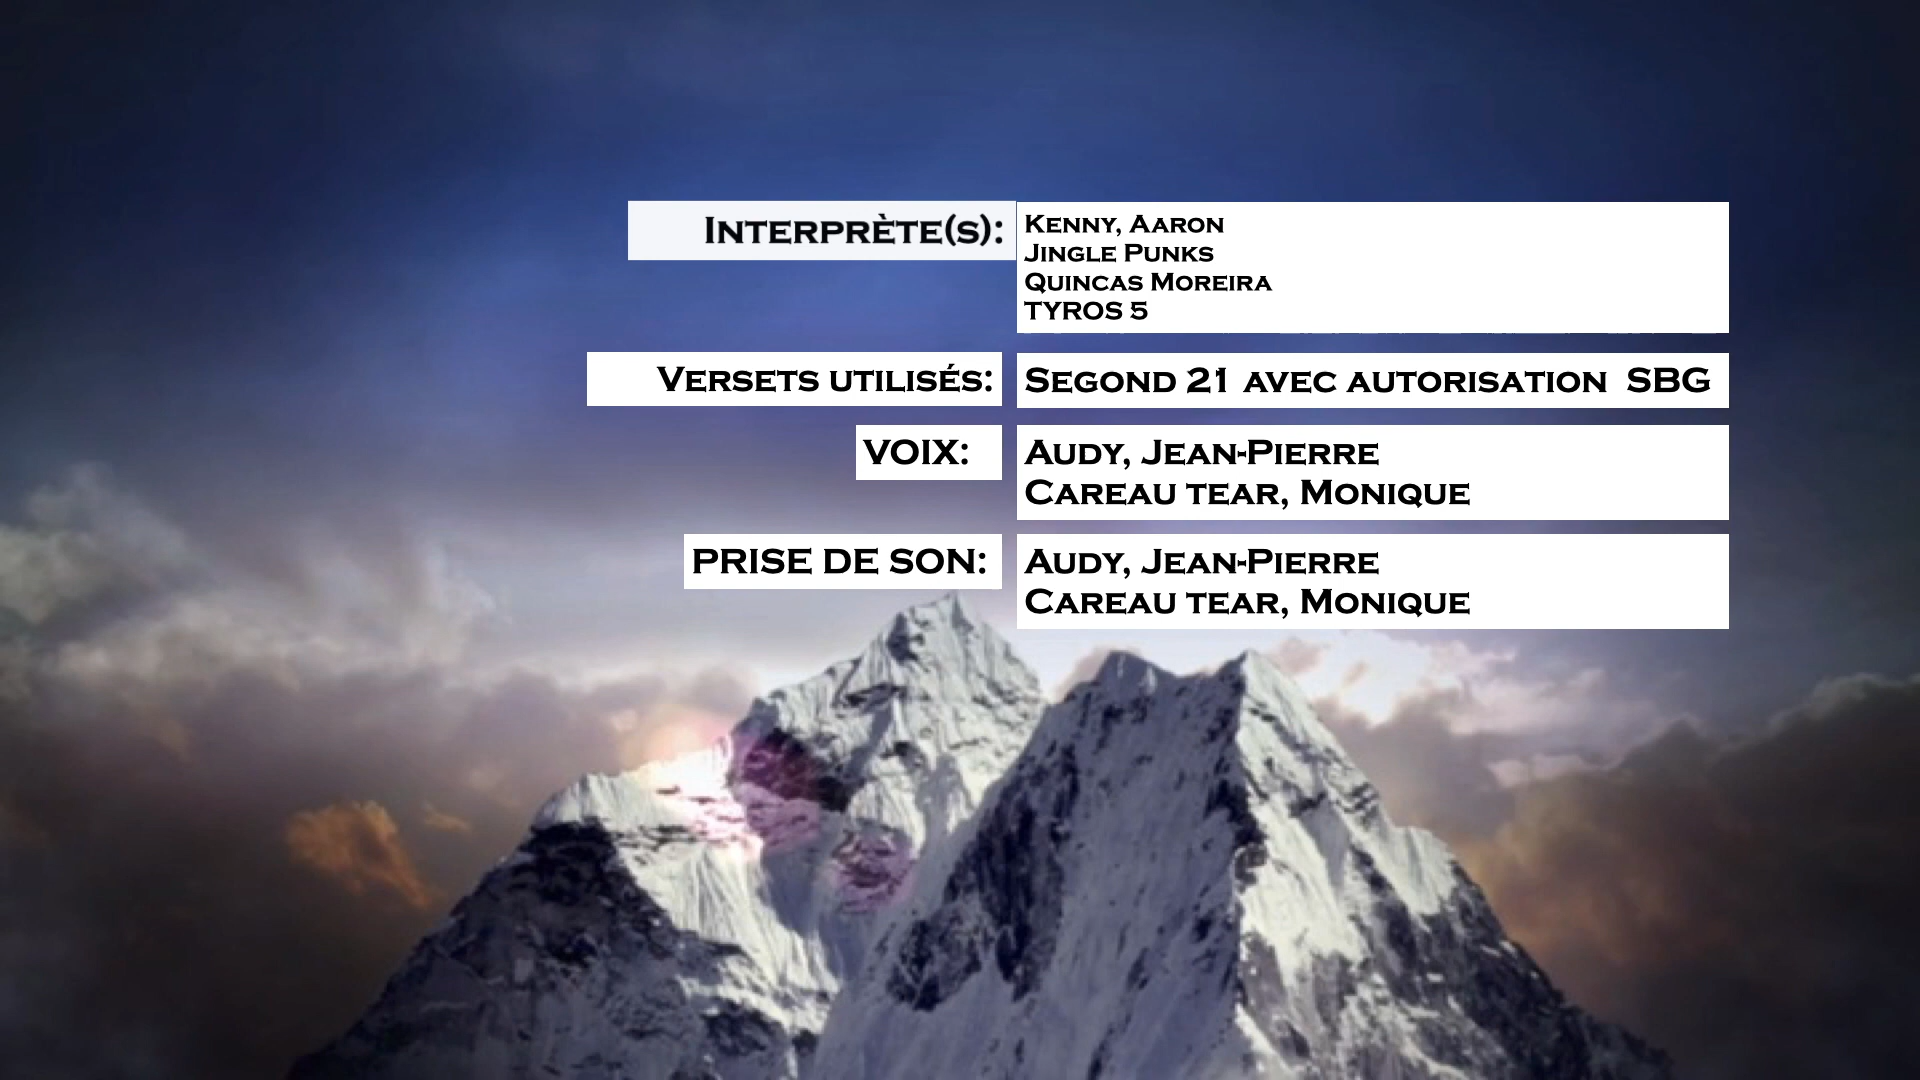 Interprète(s):
Kenny, Aaron
Jingle Punks
Quincas Moreira
TYROS 5
Versets utilisés:
Segond 21 avec autorisation SBG
VOIX:
Audy, Jean-Pierre
Careau tear, Monique
PRISE DE SON:
Audy, Jean-Pierre
Careau tear, Monique